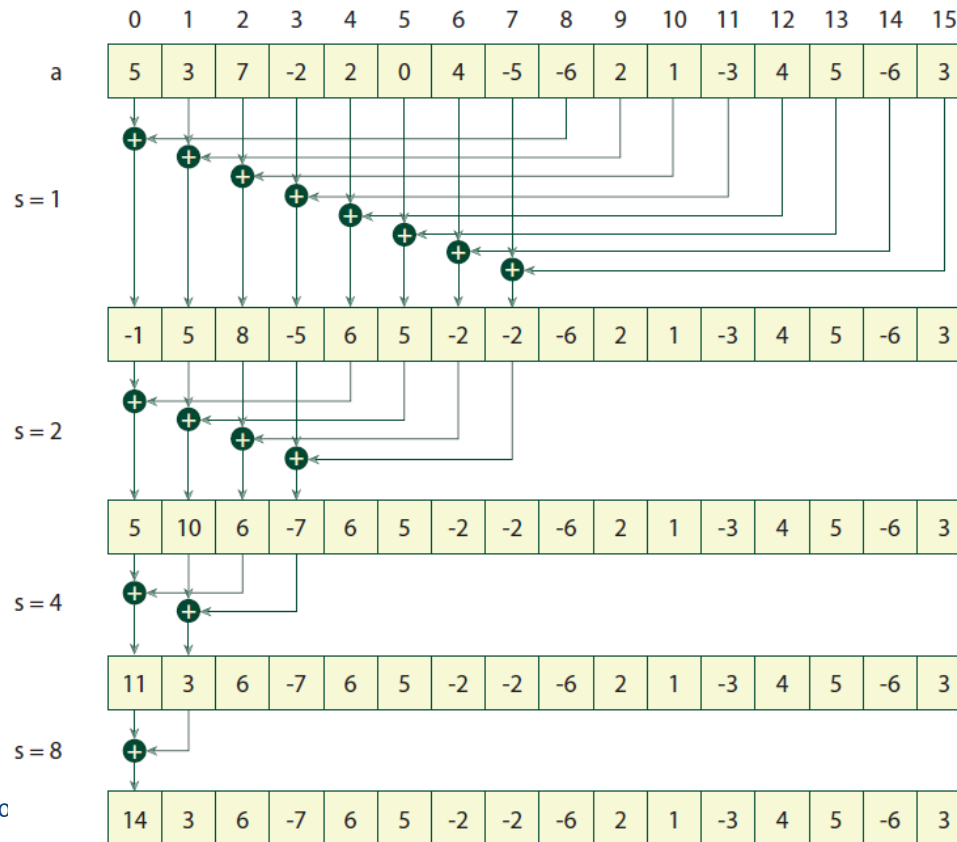 0 1 2 3 4 5 6 7 8 9 10 11 12 13 14 15
a 5 3 7 -2 2 0 4 -5 -6 2 1 -3 4 5 -6 3
s = 1
-1 5 8 -5 6 5 -2 -2 -6 2 1 -3 4 5 -6 3
s = 2
5 10 6 -7 6 5 -2 -2 -6 2 1 -3 4 5 -6 3
s = 4
11 3 6 -7 6 5 -2 -2 -6 2 1 -3 4 5 -6 3
s = 8
14 3 6 -7 6 5 -2 -2 -6 2 1 -3 4 5 -6 3